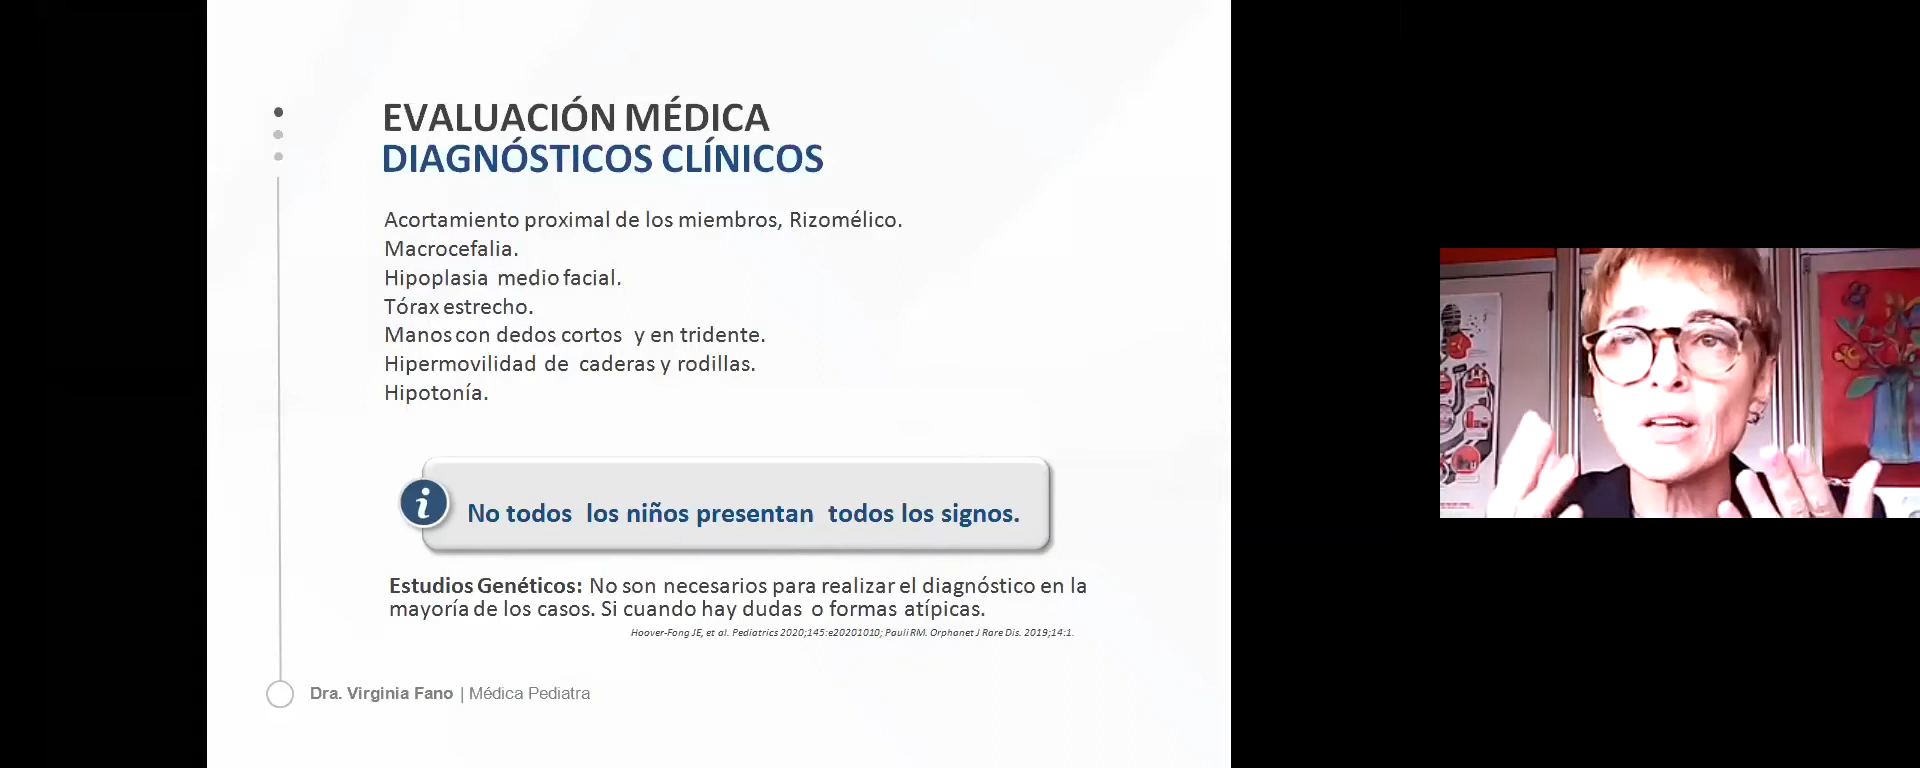 EVALUACIÓN MÉDICA
DIAGNÓSTICOS CLÍNICOS
Acortamiento proximal de los miembros, Rizomélico.
Macrocefalia.
Hipoplasia medio facial.
Tórax estrecho.
Manos con dedos cortos y en tridente.
Hipermovilidad de caderas y rodillas.
Hipotonía.
i
No todos los niños presentan todos los signos.
Estudios Genéticos: No son necesarios para realizar el diagnóstico en la
mayoría de los casos. Si cuando hay dudas o formas atípicas.
Hoover-Fong JE, et al. Pediatrics 2020;145:e20201010; Pauli RM. Orphanet J Rare Dis. 2019;14:1.
Dra. Virginia Fano | Médica Pediatra